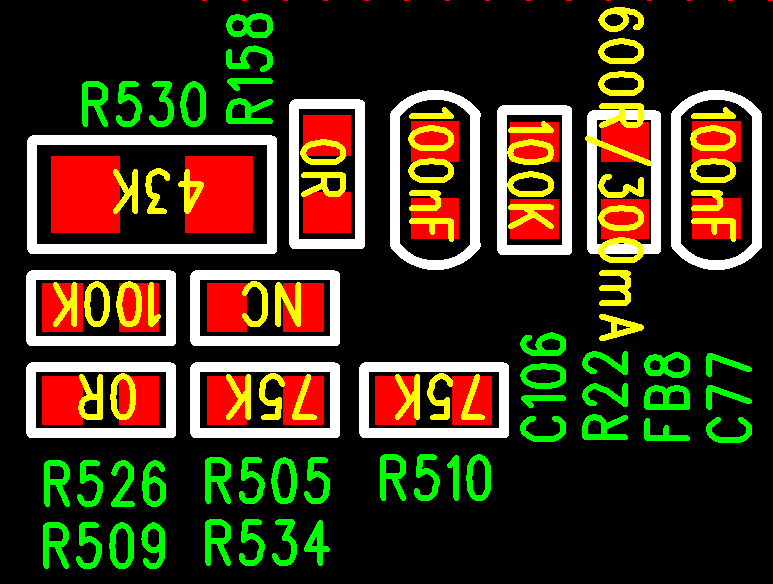 R158
600R/300mA
R530
43K
0R
100nF
100K
100nF
100K
NC
0R
75K
75K
C106
R22
FB8
C77
R526
R505
R510
R509
R534